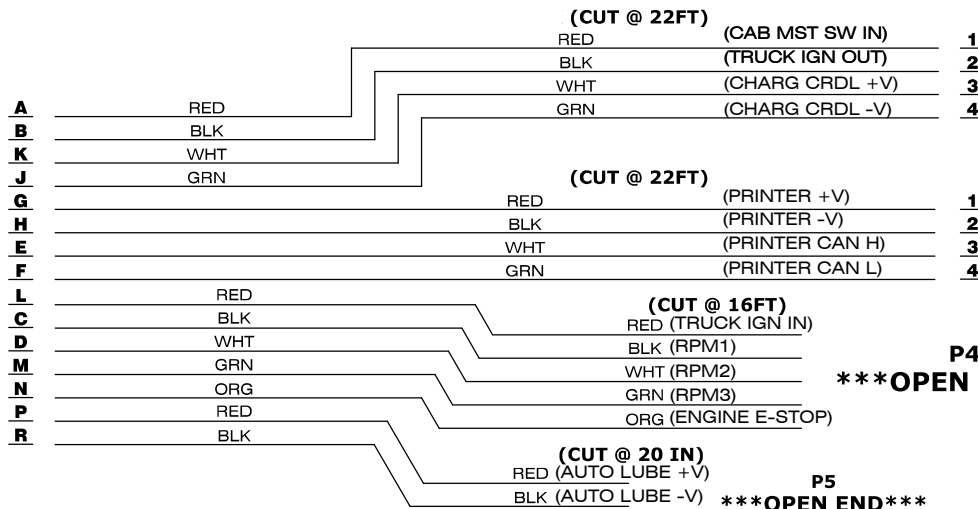 (CUT @ 22FT)
RED (CAB MST SW IN) 1
BLK (TRUCK IGN OUT) 2
WHT (CHARG CRDL +V) 3
GRN (CHARG CRDL -V) 4
A RED
B BLK
K WHT
J GRN
(CUT @ 22FT)
G RED (PRINTER +V) 1
H BLK (PRINTER -V) 2
E WHT (PRINTER CAN H) 3
F GRN (PRINTER CAN L) 4
L RED
C BLK
D WHT
M GRN
N ORG
P RED
R BLK
(CUT @ 16FT)
RED (TRUCK IGN IN)
BLK (RPM1)
WHT (RPM2)
GRN (RPM3)
ORG (ENGINE E-STOP)
P4
***OPEN
(CUT @ 20 IN)
RED (AUTO LUBE +V)
BLK (AUTO LUBE -V)
P5
***OPEN END***